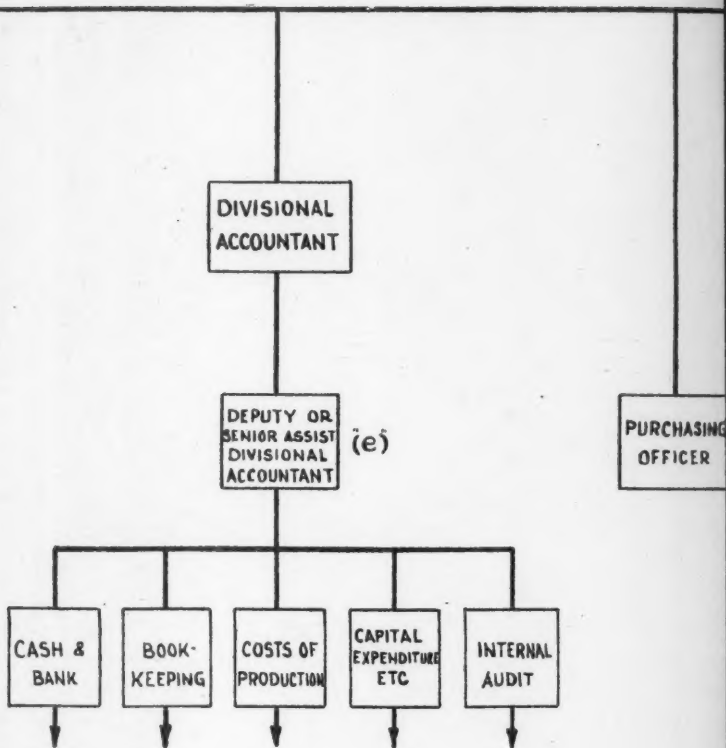 DIVISIONAL
ACCOUNTANT
DEPUTY OR
SENIOR ASSIST
DIVISIONAL
ACCOUNTANT
(e)
PURCHASING
OFFICER
CASH &
BANK
BOOK-
KEEPING
COSTS OF
PRODUCTION
CAPITAL
EXPENDITURE
ETC
INTERNAL
AUDIT